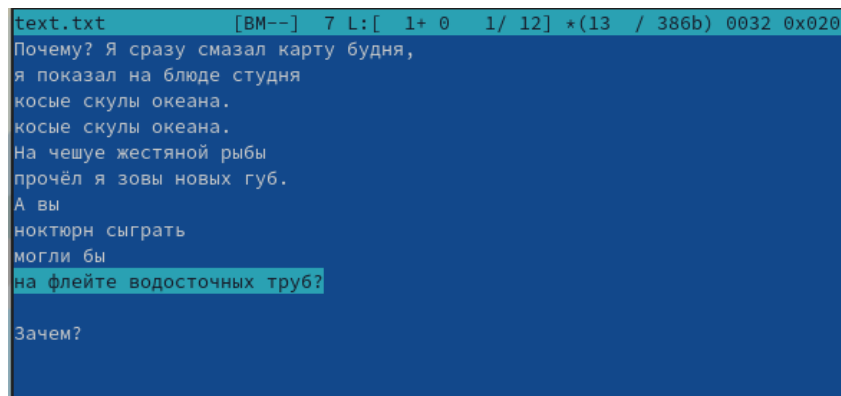 text.txt [BM--] 7 L:[ 1+ 0 1/ 12] *(13 / 386b) 0032 0x020
Почему? Я сразу смазал карту будня,
я показал на блюде студня
косые скулы океана.
косые скулы океана.
На чешуе жестяной рыбы
прочёл я зовы новых губ.
А вы
ноктюрн сыграть
могли бы
на флейте водосточных труб?
Зачем?